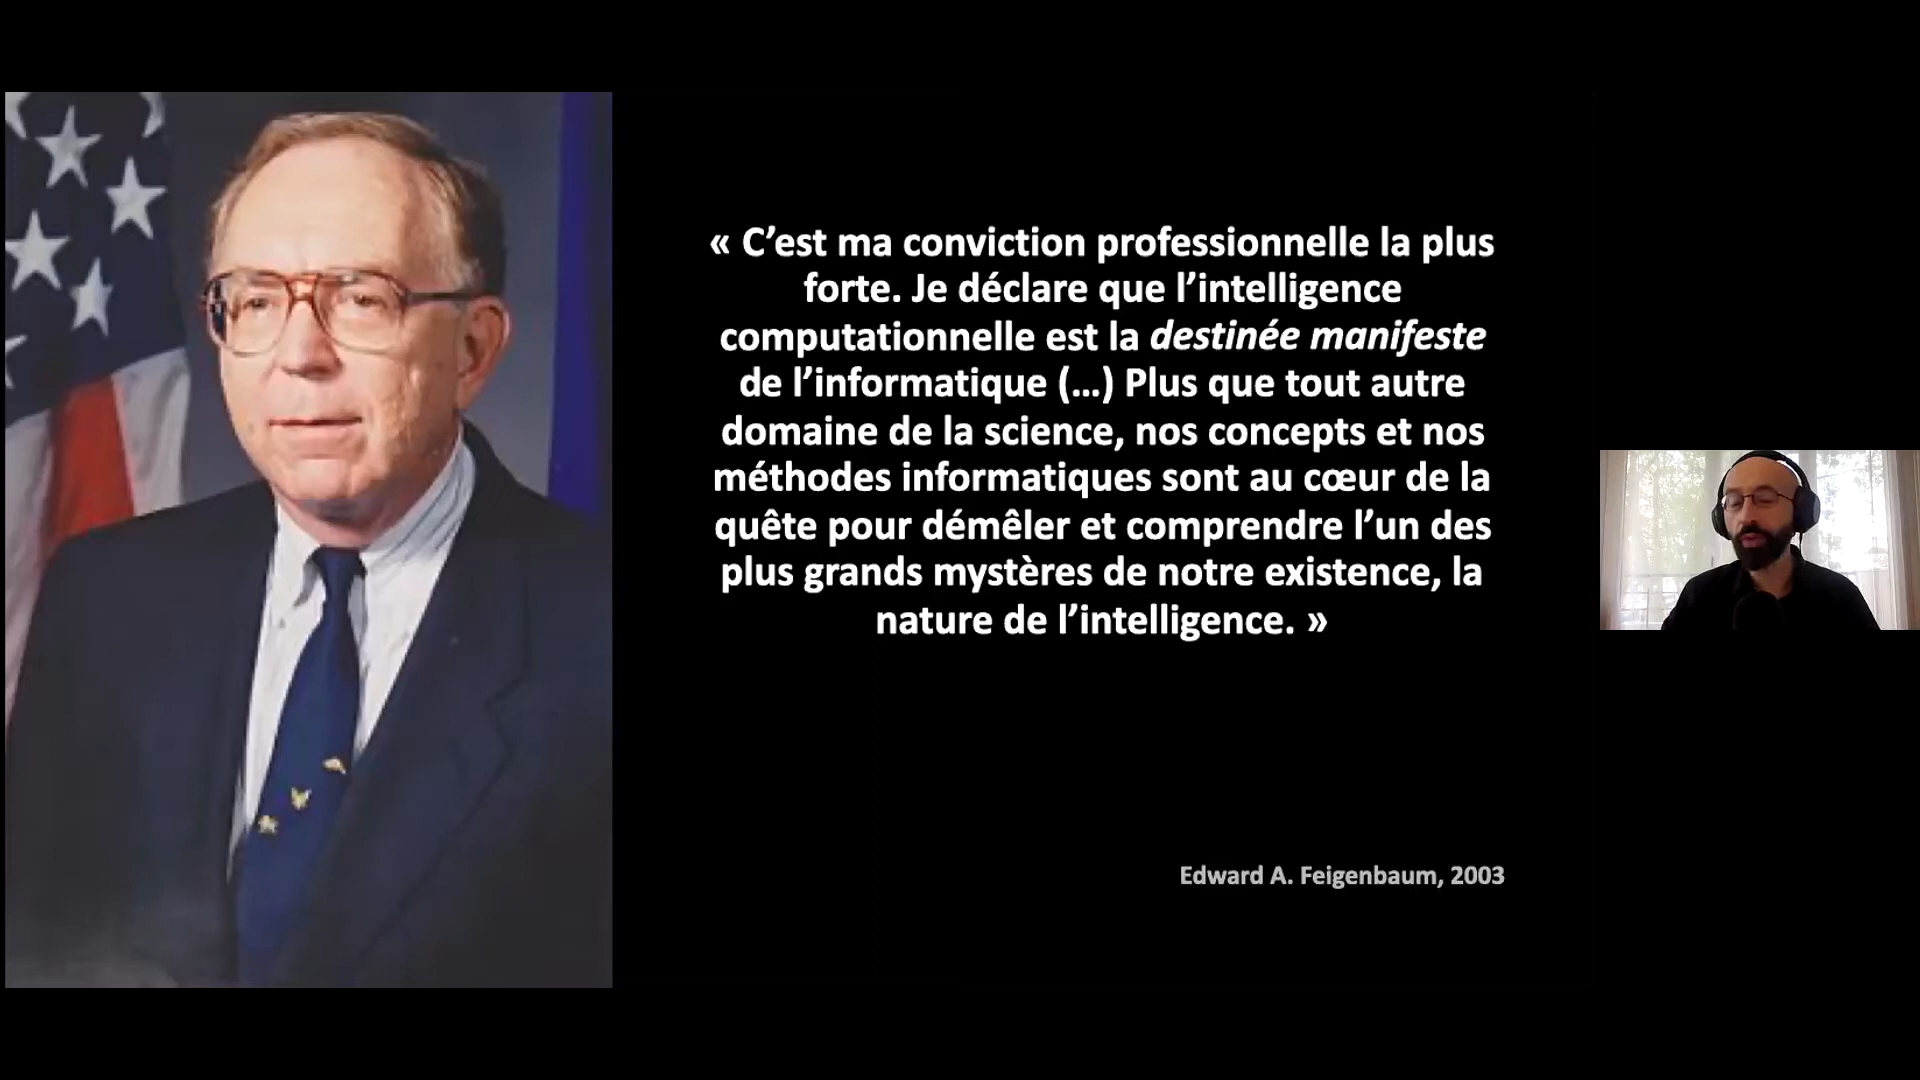 « C’est ma conviction professionnelle la plus
forte. Je déclare que l’intelligence
computationnelle est la destinée manifeste
de l’informatique (…) Plus que tout autre
domaine de la science, nos concepts et nos
méthodes informatiques sont au cœur de la
quête pour démêler et comprendre l’un des
plus grands mystères de notre existence, la
nature de l’intelligence. »
Edward A. Feigenbaum, 2003